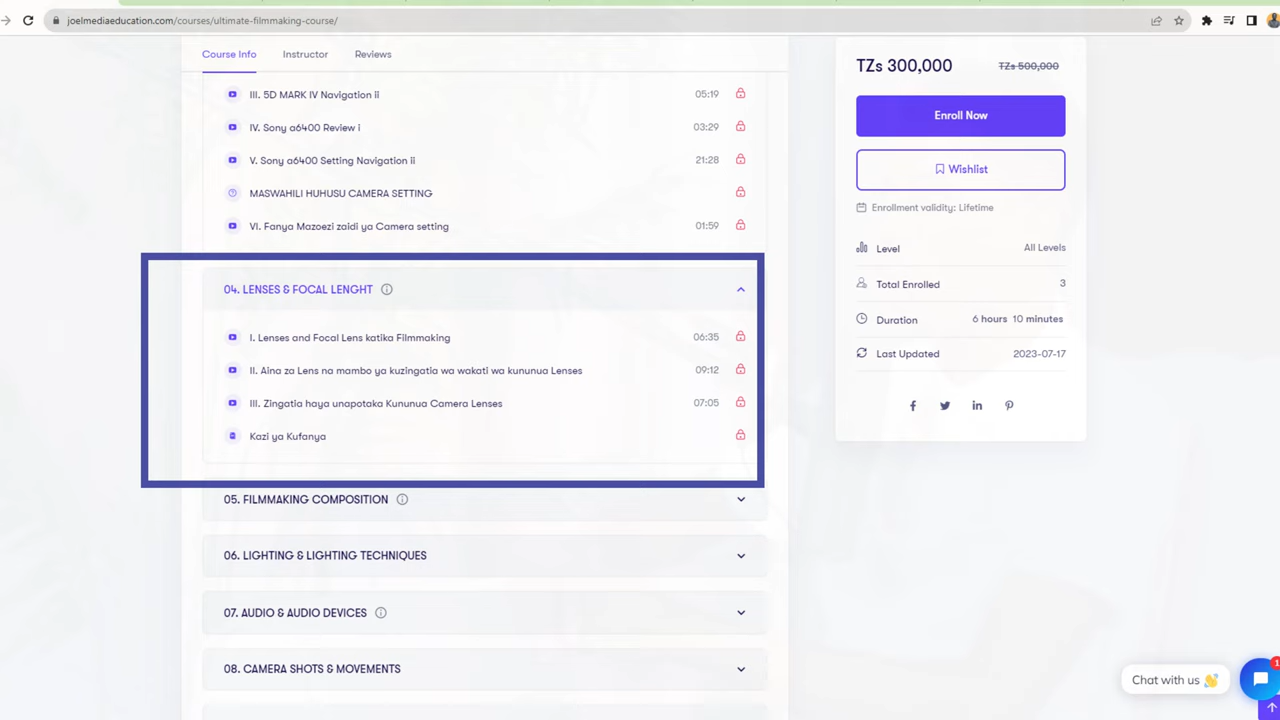 joelmediaeducation.com/courses/ultimate-filmmaking-course/
Course Info Instructor Reviews
III. 5D MARK IV Navigation ii 05:19
IV. Sony a6400 Review i 03:29
V. Sony a6400 Setting Navigation ii 21:28
MASWAHILI HUHUSU CAMERA SETTING
VI. Fanya Mazoezi zaidi ya Camera setting 01:59
04. LENSES & FOCAL LENGHT
I. Lenses and Focal Lens katika Filmmaking 06:35
II. Aina za Lens na mambo ya kuzingatia wa wakati wa kununua Lenses 09:12
III. Zingatia haya unapotaka Kununua Camera Lenses 07:05
Kazi ya Kufanya
05. FILMMAKING COMPOSITION
06. LIGHTING & LIGHTING TECHNIQUES
07. AUDIO & AUDIO DEVICES
08. CAMERA SHOTS & MOVEMENTS
TZs 300,000 TZs 500,000
Enroll Now
Wishlist
Enrollment validity: Lifetime
Level All Levels
Total Enrolled 3
Duration 6 hours 10 minutes
Last Updated 2023-07-17
Chat with us
1